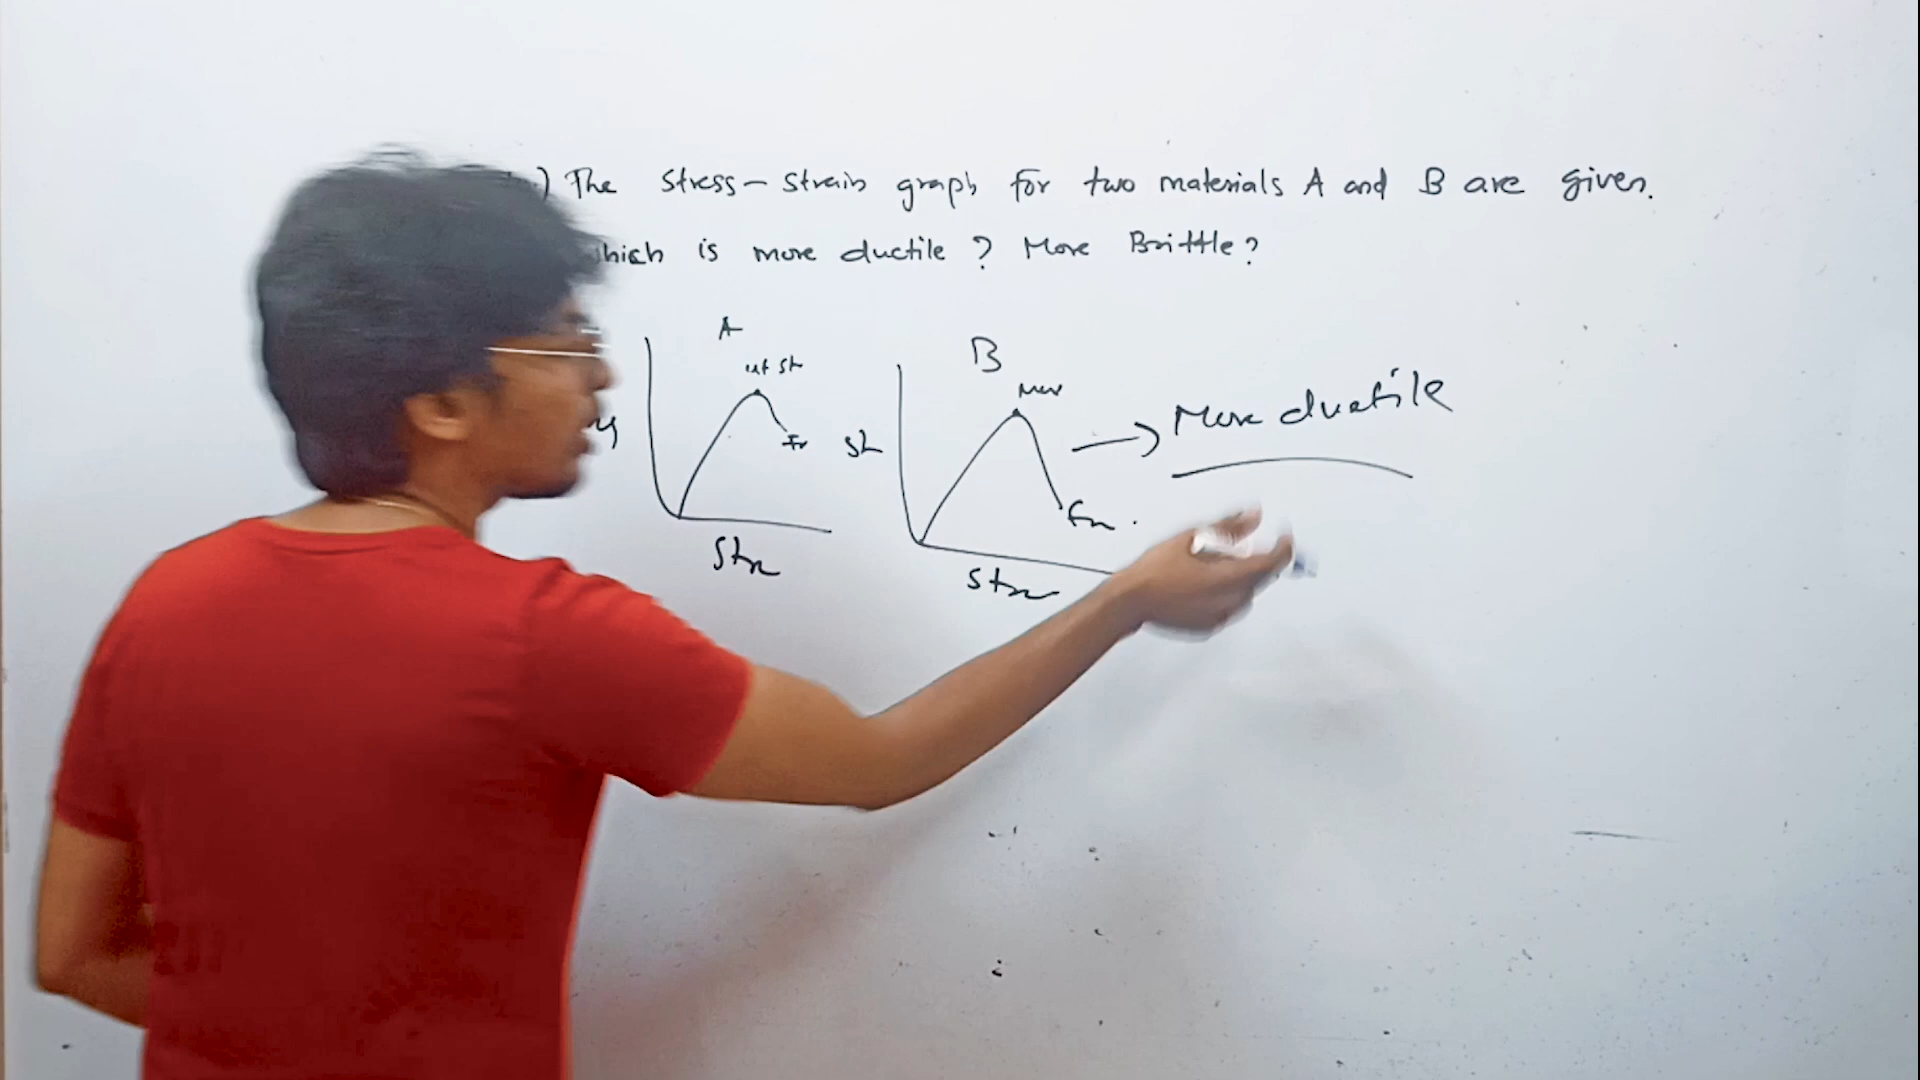 ) The Stress-Strain graph for two materials A and B are given.
is more ductile ? More Brittle ?
A
ut St
Fr
Str
B
St
Str
More ductile